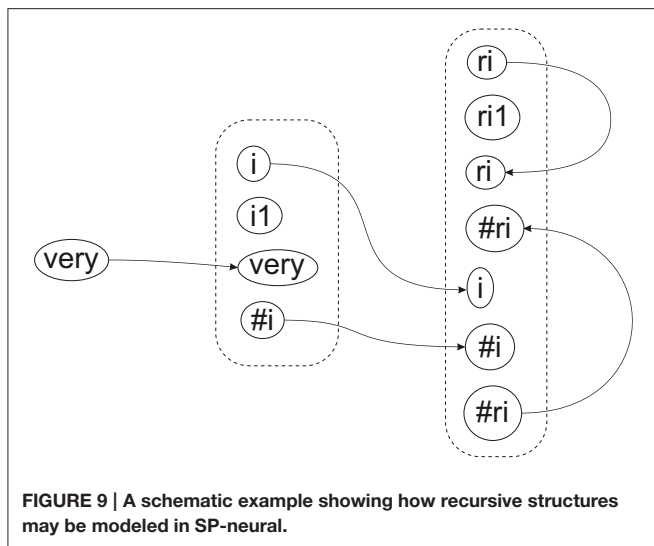 very
i
i1
very
#i
ri
ri1
ri
#ri
i
#i
#ri
FIGURE 9 | A schematic example showing how recursive structures
may be modeled in SP-neural.